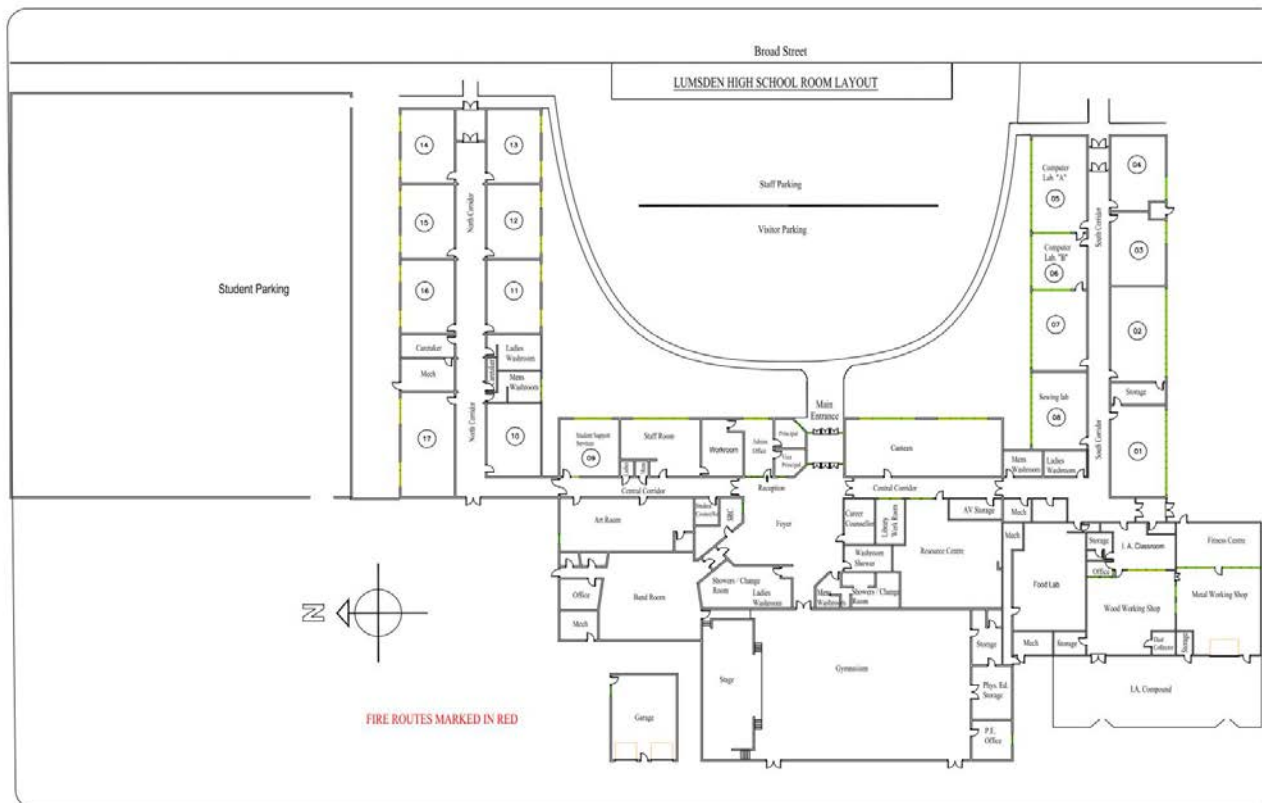 Broad Street
LUMSDEN HIGH SCHOOL ROOM LAYOUT
Staff Parking
Visitor Parking
Student Parking
14
13
15
12
16
11
North Corridor
Caretaker
Mech
17
Ladies
Washroom
Caretaker
Mens
Washroom
10
North Corridor
Computer
Lab. "A"
05
Computer
Lab. "B"
06
07
Sewing lab
08
South Corridor
South Corridor
04
03
02
Storage
01
Student Support
Services
09
Staff Room
Workroom
Admin
Office
Principal
Vice
Principal
Main
Entrance
Canteen
Mens
Washroom
Ladies
Washroom
Central Corridor
Reception
Central Corridor
Art Room
SRC
Foyer
Career
Counsellor
Library
Work Room
AV Storage
Mech
Resource Centre
Washroom
Shower
Mech
Storage
I. A. Classroom
Fitness Centre
Office
Food Lab
Office
Mech
Band Room
Showers / Change
Room
Ladies
Washroom
Mens
Washroom
Showers / Change
Room
Wood Working Shop
Metal Working Shop
Mech
Storage
Dust
Collector
Storage
N
Storage
Stage
Gymnasium
Phys. Ed.
Storage
P.E.
Office
I.A. Compound
Garage
FIRE ROUTES MARKED IN RED